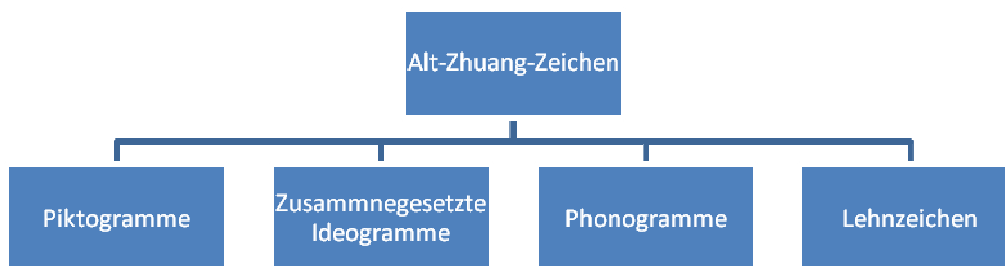 Alt-Zhuang-Zeichen
Piktogramme
Zusammnegesetzte
Ideogramme
Phonogramme
Lehnzeichen